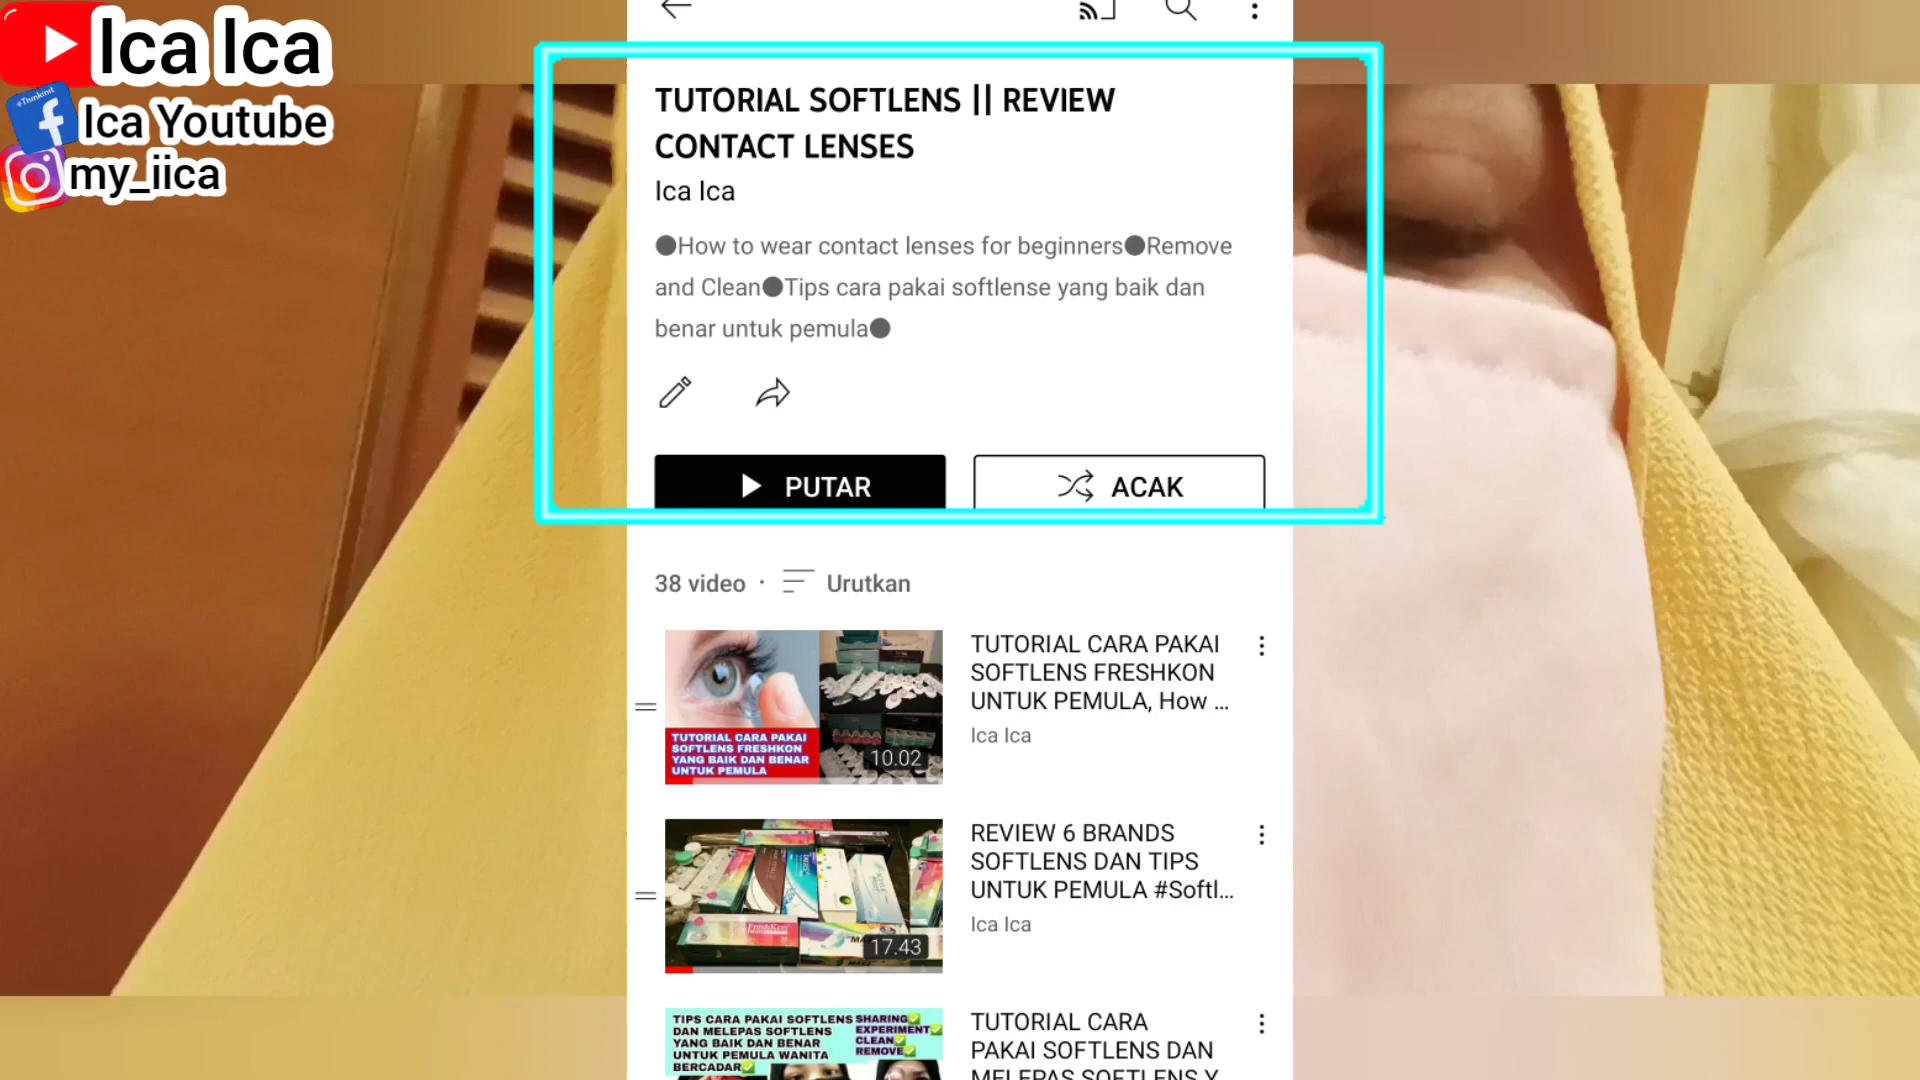 Ica Ica
#Thinkinit
Ica Youtube
my_iica
TUTORIAL SOFTLENS || REVIEW
CONTACT LENSES
Ica Ica
●How to wear contact lenses for beginners●Remove
and Clean●Tips cara pakai softlense yang baik dan
benar untuk pemula●
PUTAR
ACAK
38 video · Urutkan
TUTORIAL CARA PAKAI
SOFTLENS FRESHKON
YANG BAIK DAN BENAR
UNTUK PEMULA
10.02
TUTORIAL CARA PAKAI
SOFTLENS FRESHKON
UNTUK PEMULA, How ...
Ica Ica
FreshKon
17.43
REVIEW 6 BRANDS
SOFTLENS DAN TIPS
UNTUK PEMULA #Softl...
Ica Ica
TIPS CARA PAKAI SOFTLENS
DAN MELEPAS SOFTLENS
YANG BAIK DAN BENAR
UNTUK PEMULA WANITA
BERCADAR✅
SHARING✅
EXPERIMENT✅
CLEAN✅
REMOVE✅
TUTORIAL CARA
PAKAI SOFTLENS DAN
MELEPAS SOFTLENS Y